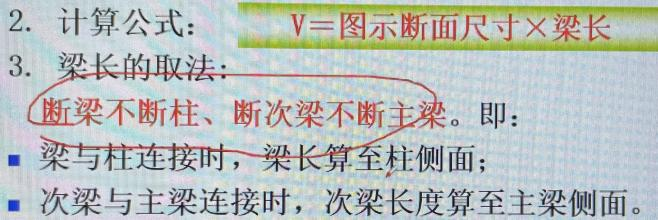 2. 计算公式： V＝图示断面尺寸×梁长
3. 梁长的取法:
断梁不断柱、断次梁不断主梁。即：
■ 梁与柱连接时，梁长算至柱侧面；
■ 次梁与主梁连接时，次梁长度算至主梁侧面。